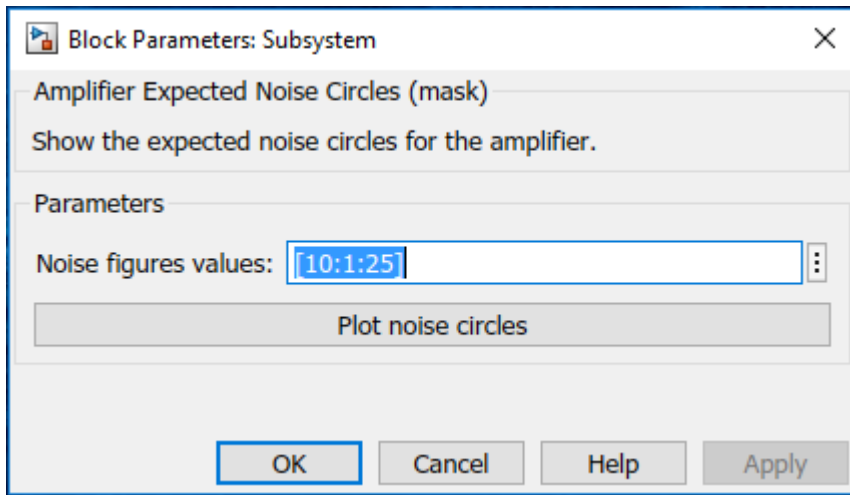 Block Parameters: Subsystem
Amplifier Expected Noise Circles (mask)
Show the expected noise circles for the amplifier.
Parameters
Noise figures values: [10:1:25]
Plot noise circles
OK Cancel Help Apply